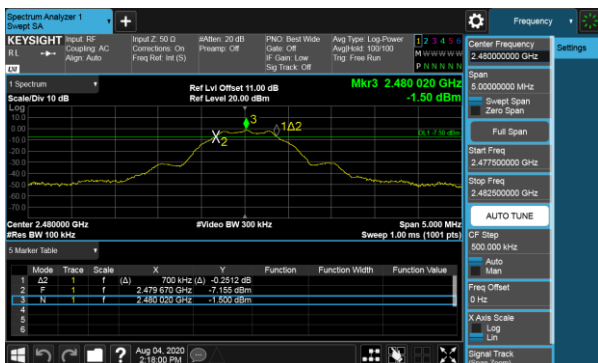 Spectrum Analyzer 1
Swept SA
Frequency
KEYSIGHT Input: RF Input Z: 50 Ω #Atten: 20 dB PNO: Best Wide Avg Type: Log-Power 1 2 3 4 5 6
RL Coupling: AC Corrections: On Preamp: Off Gate: Off Avg|Hold: 100/100 M W W W W W
Align: Auto Freq Ref: Int (S) IF Gain: Low Trig: Free Run P N N N N N
LXI Sig Track: Off
Center Frequency
2.480000000 GHz
Settings
Span
5.00000000 MHz
Swept Span
Zero Span
Full Span
Start Freq
2.477500000 GHz
Stop Freq
2.482500000 GHz
AUTO TUNE
CF Step
500.000 kHz
Auto
Man
Freq Offset
0 Hz
X Axis Scale
Log
Lin
Signal Track
(Span Zoom)
1 Spectrum Ref Lvl Offset 11.00 dB Mkr3 2.480 020 GHz
Scale/Div 10 dB Ref Level 20.00 dBm -1.50 dBm
Log
10.0
0.00
-10.0
-20.0
-30.0
-40.0
-50.0
-60.0
-70.0
3
1Δ2
X2
DL1 -7.50 dBm
Center 2.480000 GHz #Video BW 300 kHz Span 5.000 MHz
#Res BW 100 kHz Sweep 1.00 ms (1001 pts)
5 Marker Table
Mode Trace Scale X Y Function Function Width Function Value
1 Δ2 1 f (Δ) 700 kHz (Δ) -0.2512 dB
2 F 1 f 2.479 670 GHz -7.155 dBm
3 N 1 f 2.480 020 GHz -1.500 dBm
4
5
6
? Aug 04, 2020
2:18:00 PM